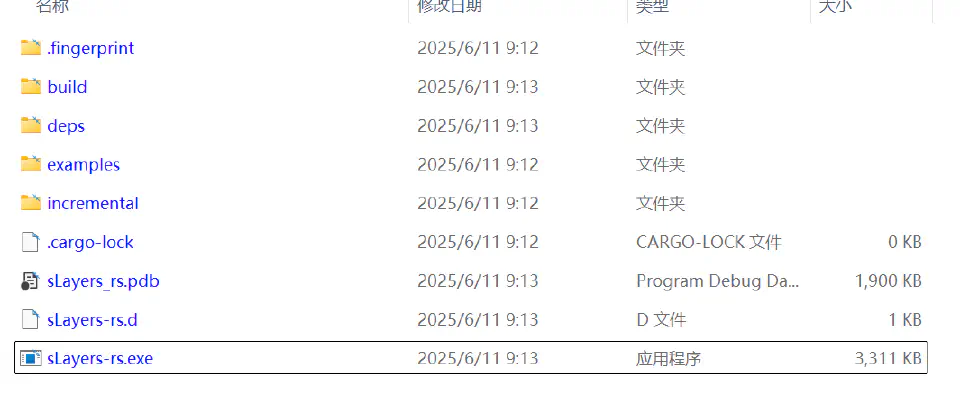 名称 修改日期 类型 大小
.fingerprint 2025/6/11 9:12 文件夹
build 2025/6/11 9:13 文件夹
deps 2025/6/11 9:13 文件夹
examples 2025/6/11 9:12 文件夹
incremental 2025/6/11 9:12 文件夹
.cargo-lock 2025/6/11 9:12 CARGO-LOCK 文件 0 KB
sLayers_rs.pdb 2025/6/11 9:13 Program Debug Da... 1,900 KB
sLayers-rs.d 2025/6/11 9:13 D 文件 1 KB
sLayers-rs.exe 2025/6/11 9:13 应用程序 3,311 KB